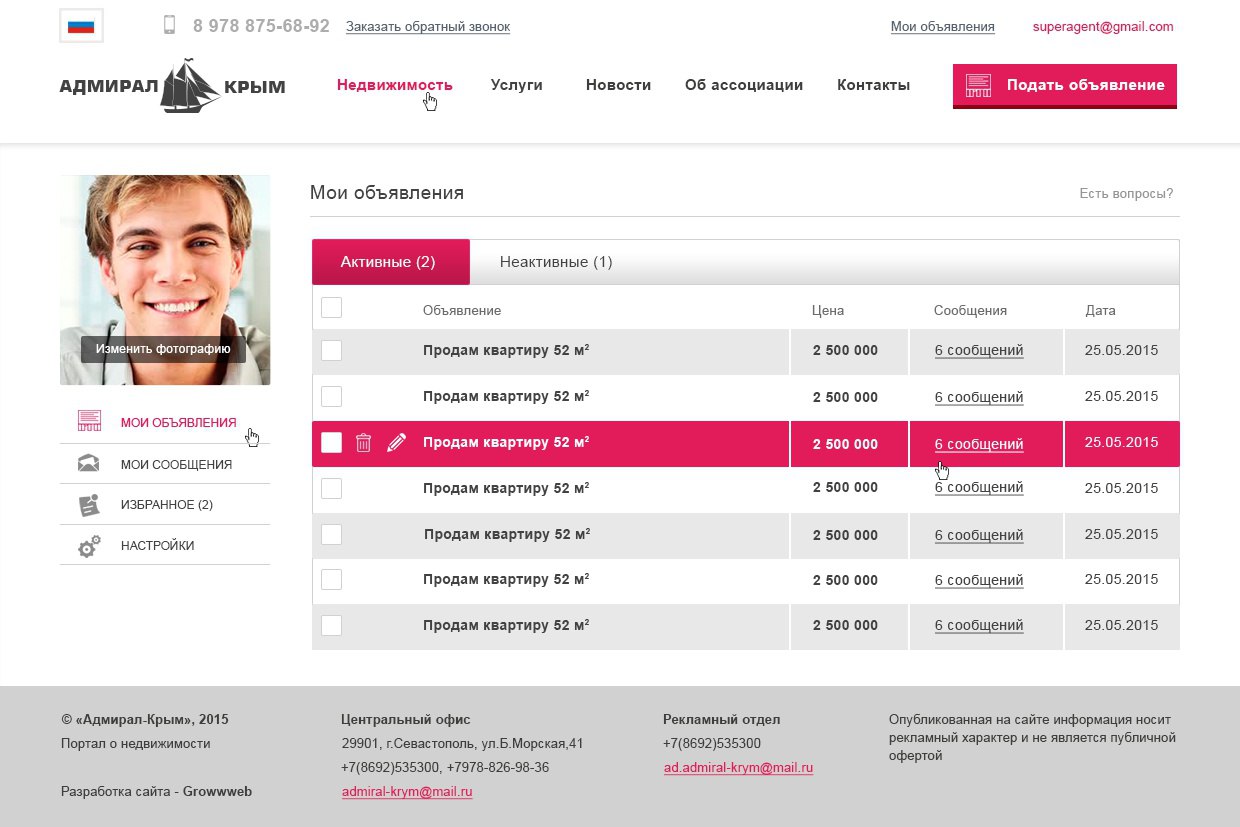 8 978 875-68-92 Заказать обратный звонок Мои объявления superagent@gmail.com
АДМИРАЛ КРЫМ Недвижимость Услуги Новости Об ассоциации Контакты Подать объявление
Изменить фотографию
МОИ ОБЪЯВЛЕНИЯ
МОИ СООБЩЕНИЯ
ИЗБРАННОЕ (2)
НАСТРОЙКИ
Мои объявления Есть вопросы?
Активные (2) Неактивные (1)
Объявление Цена Сообщения Дата
Продам квартиру 52 м² 2 500 000 6 сообщений 25.05.2015
Продам квартиру 52 м² 2 500 000 6 сообщений 25.05.2015
Продам квартиру 52 м² 2 500 000 6 сообщений 25.05.2015
Продам квартиру 52 м² 2 500 000 6 сообщений 25.05.2015
Продам квартиру 52 м² 2 500 000 6 сообщений 25.05.2015
Продам квартиру 52 м² 2 500 000 6 сообщений 25.05.2015
Продам квартиру 52 м² 2 500 000 6 сообщений 25.05.2015
© «Адмирал-Крым», 2015
Портал о недвижимости
Разработка сайта - Growwweb
Центральный офис
29901, г.Севастополь, ул.Б.Морская,41
+7(8692)535300, +7978-826-98-36
admiral-krym@mail.ru
Рекламный отдел
+7(8692)535300
ad.admiral-krym@mail.ru
Опубликованная на сайте информация носит
рекламный характер и не является публичной
офертой